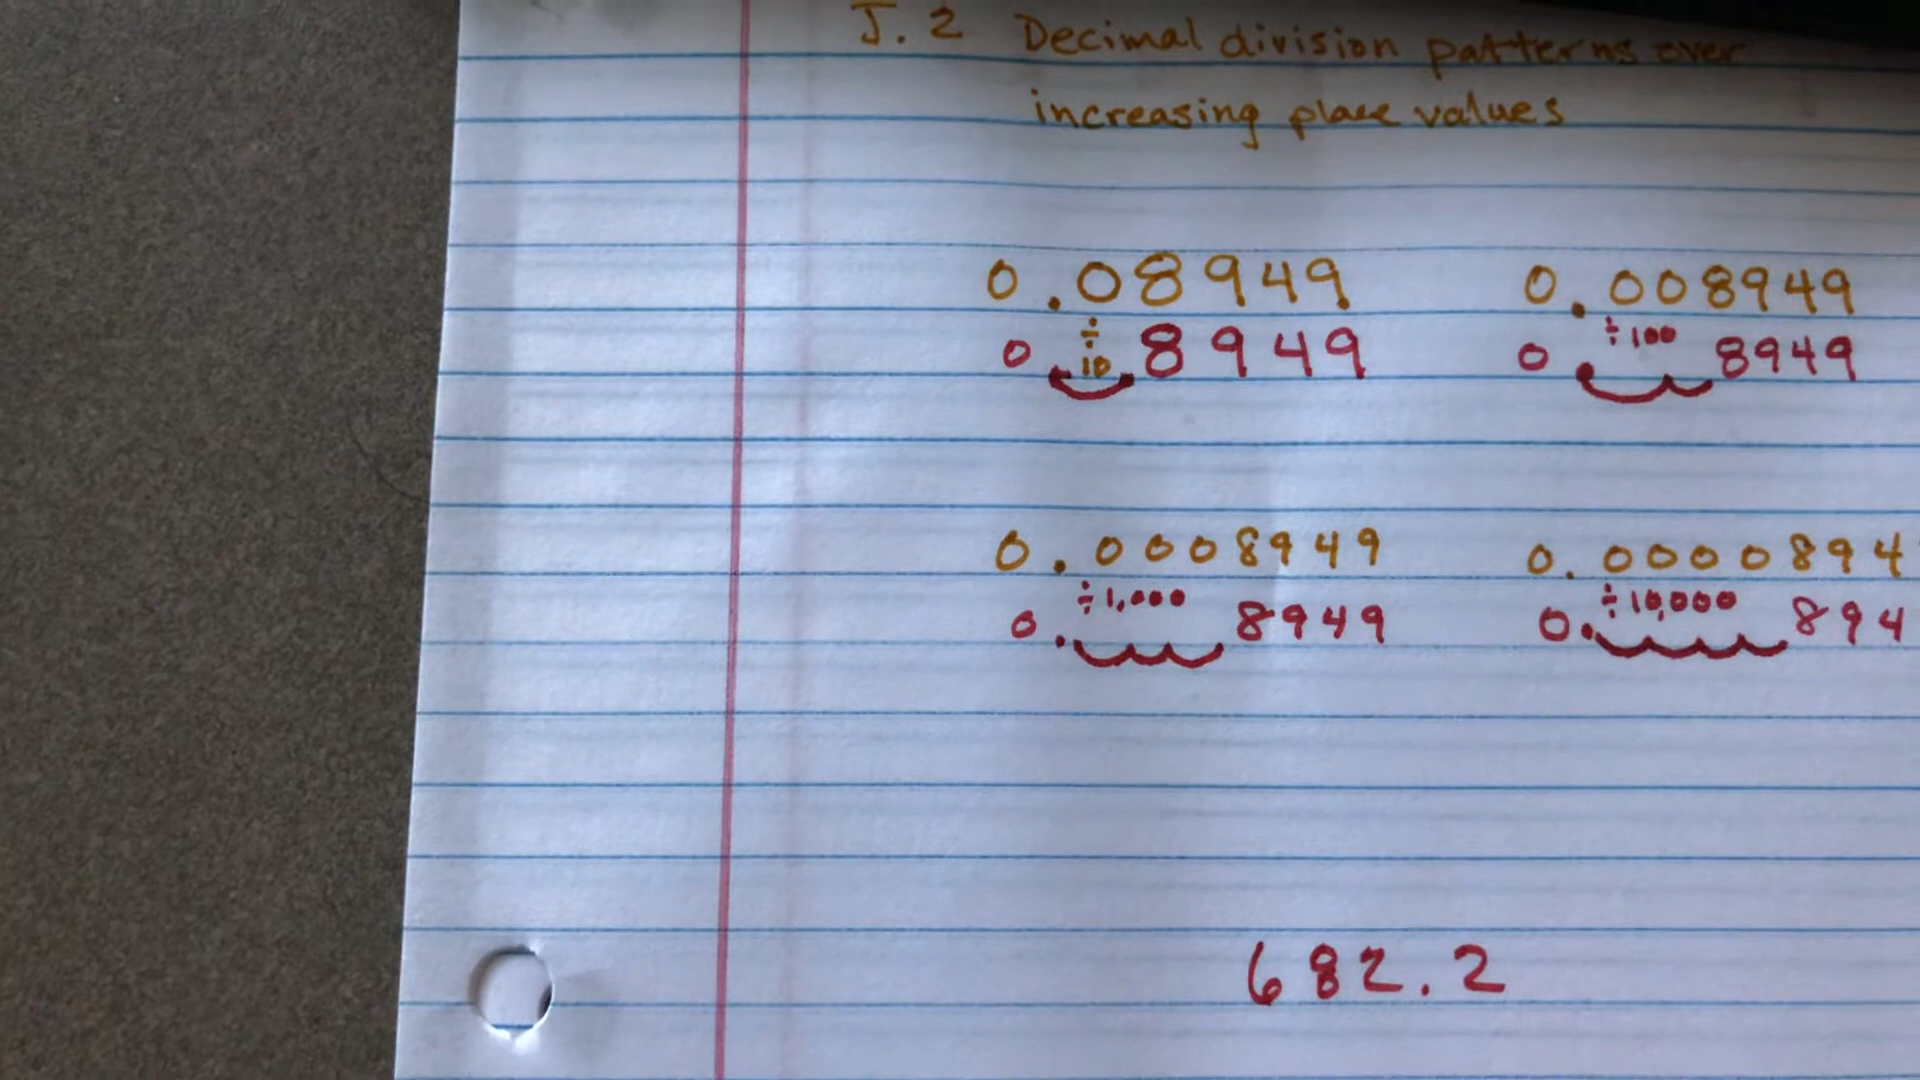 J. 2 Decimal division patterns over
increasing place values
0.08949 0.008949
÷ ÷100
0 10 .8949 0. 8949
0.0008949 0.0000894
÷1,000 ÷10,000
0. 8949 0. 894
682.2